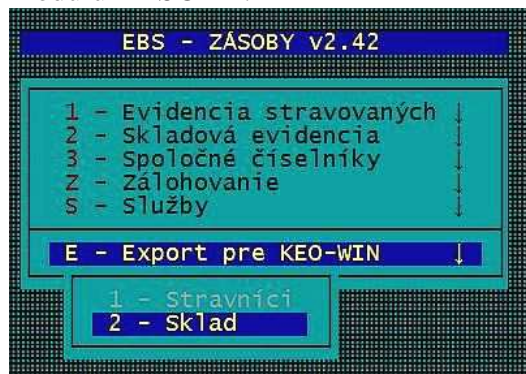 EBS - ZÁSOBY v2.42
1 - Evidencia stravovaných ↓
2 - Skladová evidencia ↓
3 - Spoločné číselníky ↓
Z - Zálohovanie ↓
S - Služby ↓
E - Export pre KEO-WIN ↓
1 - Stravníci
2 - Sklad